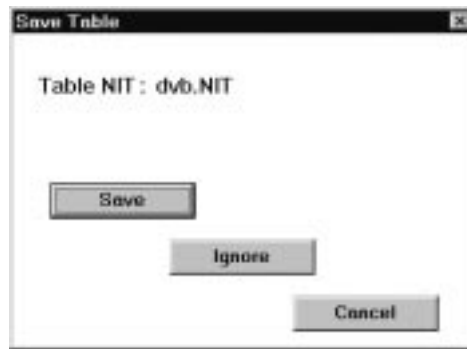 Save Table
Table NIT : dvb.NIT
Save
Ignore
Cancel